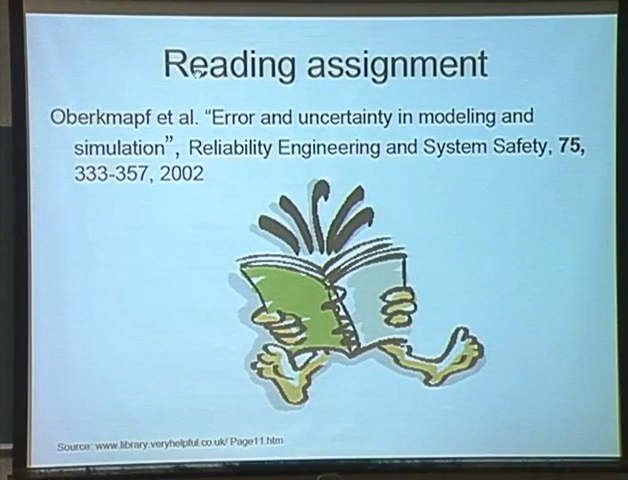 Reading assignment
Oberkmapf et al. “Error and uncertainty in modeling and
simulation”, Reliability Engineering and System Safety, 75,
333-357, 2002
Source: www.library.veryhelpful.co.uk/ Page11.htm